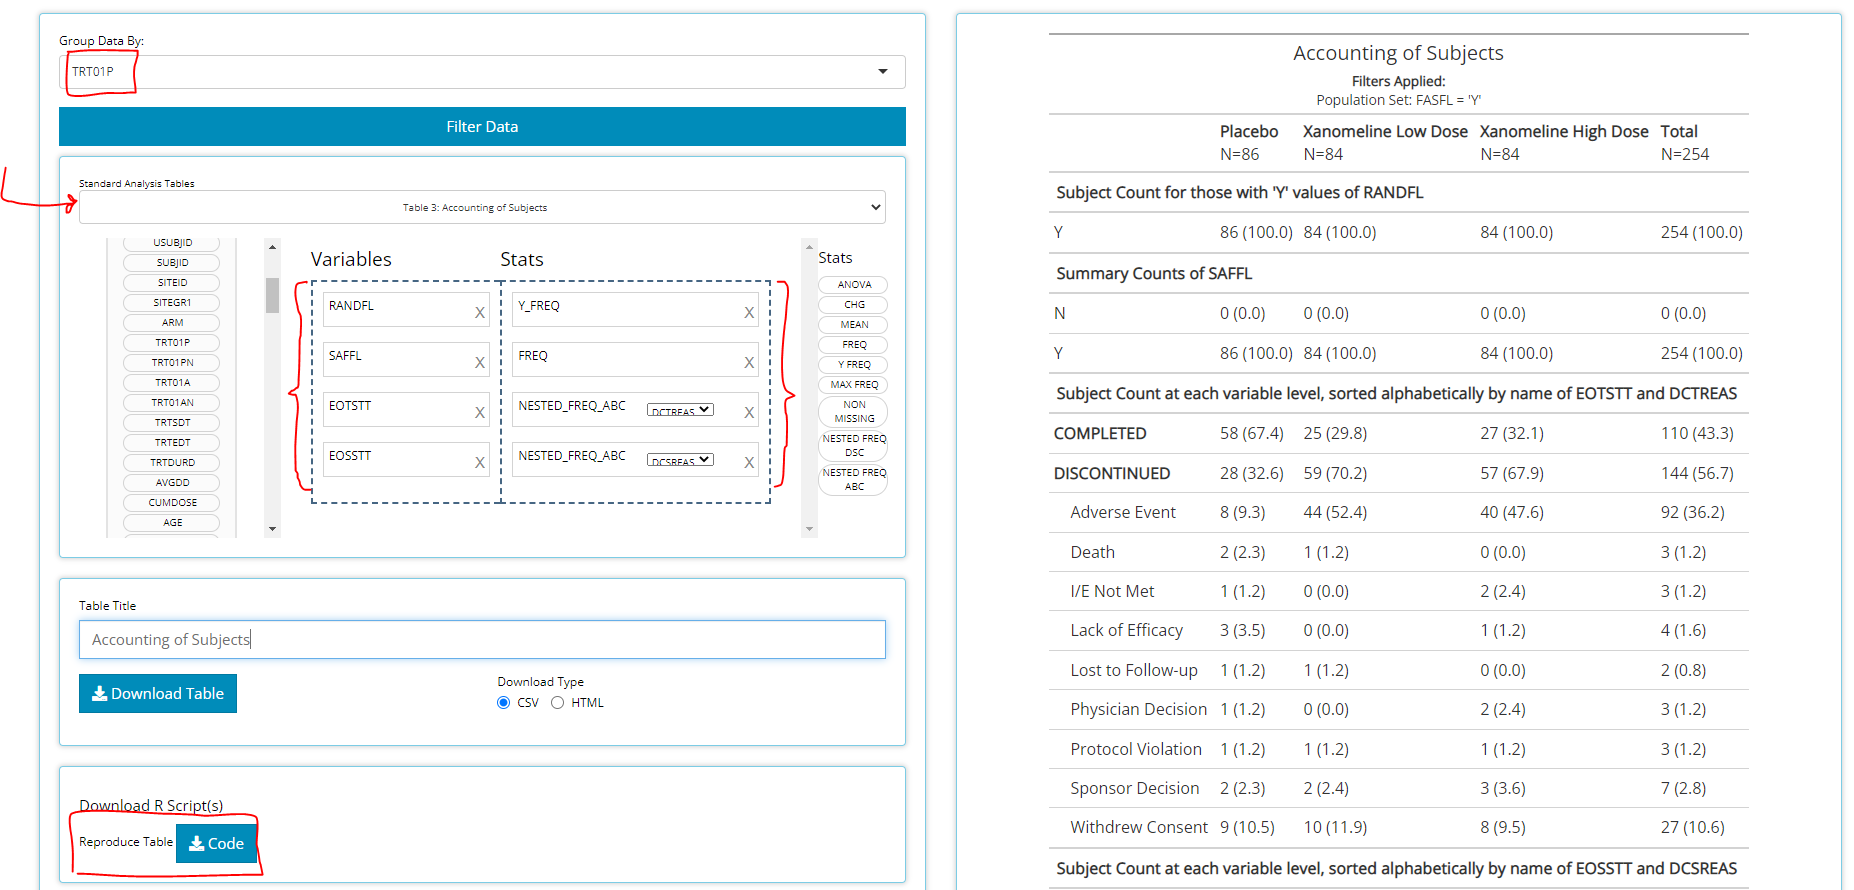 Group Data By:
TRT01P
Filter Data
Standard Analysis Tables
Table 3: Accounting of Subjects
USUBJID
SUBJID
SITEID
SITEGR1
ARM
TRT01P
TRT01PN
TRT01A
TRT01AN
TRTSDT
TRTEDT
TRTDURD
AVGDD
CUMDOSE
AGE
Variables Stats
RANDFL X Y_FREQ X
SAFFL X FREQ X
EOTSTT X NESTED_FREQ_ABC DCTREAS X
EOSSTT X NESTED_FREQ_ABC DCSREAS X
Stats
ANOVA
CHG
MEAN
FREQ
Y FREQ
MAX FREQ
NON
MISSING
NESTED FREQ
DSC
NESTED FREQ
ABC
Table Title
Accounting of Subjects
Download Table
Download Type
CSV HTML
Download R Script(s)
Reproduce Table Code
Accounting of Subjects
Filters Applied:
Population Set: FASFL = 'Y'
Placebo Xanomeline Low Dose Xanomeline High Dose Total
N=86 N=84 N=84 N=254
Subject Count for those with 'Y' values of RANDFL
Y 86 (100.0) 84 (100.0) 84 (100.0) 254 (100.0)
Summary Counts of SAFFL
N 0 (0.0) 0 (0.0) 0 (0.0) 0 (0.0)
Y 86 (100.0) 84 (100.0) 84 (100.0) 254 (100.0)
Subject Count at each variable level, sorted alphabetically by name of EOTSTT and DCTREAS
COMPLETED 58 (67.4) 25 (29.8) 27 (32.1) 110 (43.3)
DISCONTINUED 28 (32.6) 59 (70.2) 57 (67.9) 144 (56.7)
Adverse Event 8 (9.3) 44 (52.4) 40 (47.6) 92 (36.2)
Death 2 (2.3) 1 (1.2) 0 (0.0) 3 (1.2)
I/E Not Met 1 (1.2) 0 (0.0) 2 (2.4) 3 (1.2)
Lack of Efficacy 3 (3.5) 0 (0.0) 1 (1.2) 4 (1.6)
Lost to Follow-up 1 (1.2) 1 (1.2) 0 (0.0) 2 (0.8)
Physician Decision 1 (1.2) 0 (0.0) 2 (2.4) 3 (1.2)
Protocol Violation 1 (1.2) 1 (1.2) 1 (1.2) 3 (1.2)
Sponsor Decision 2 (2.3) 2 (2.4) 3 (3.6) 7 (2.8)
Withdrew Consent 9 (10.5) 10 (11.9) 8 (9.5) 27 (10.6)
Subject Count at each variable level, sorted alphabetically by name of EOSSTT and DCSREAS